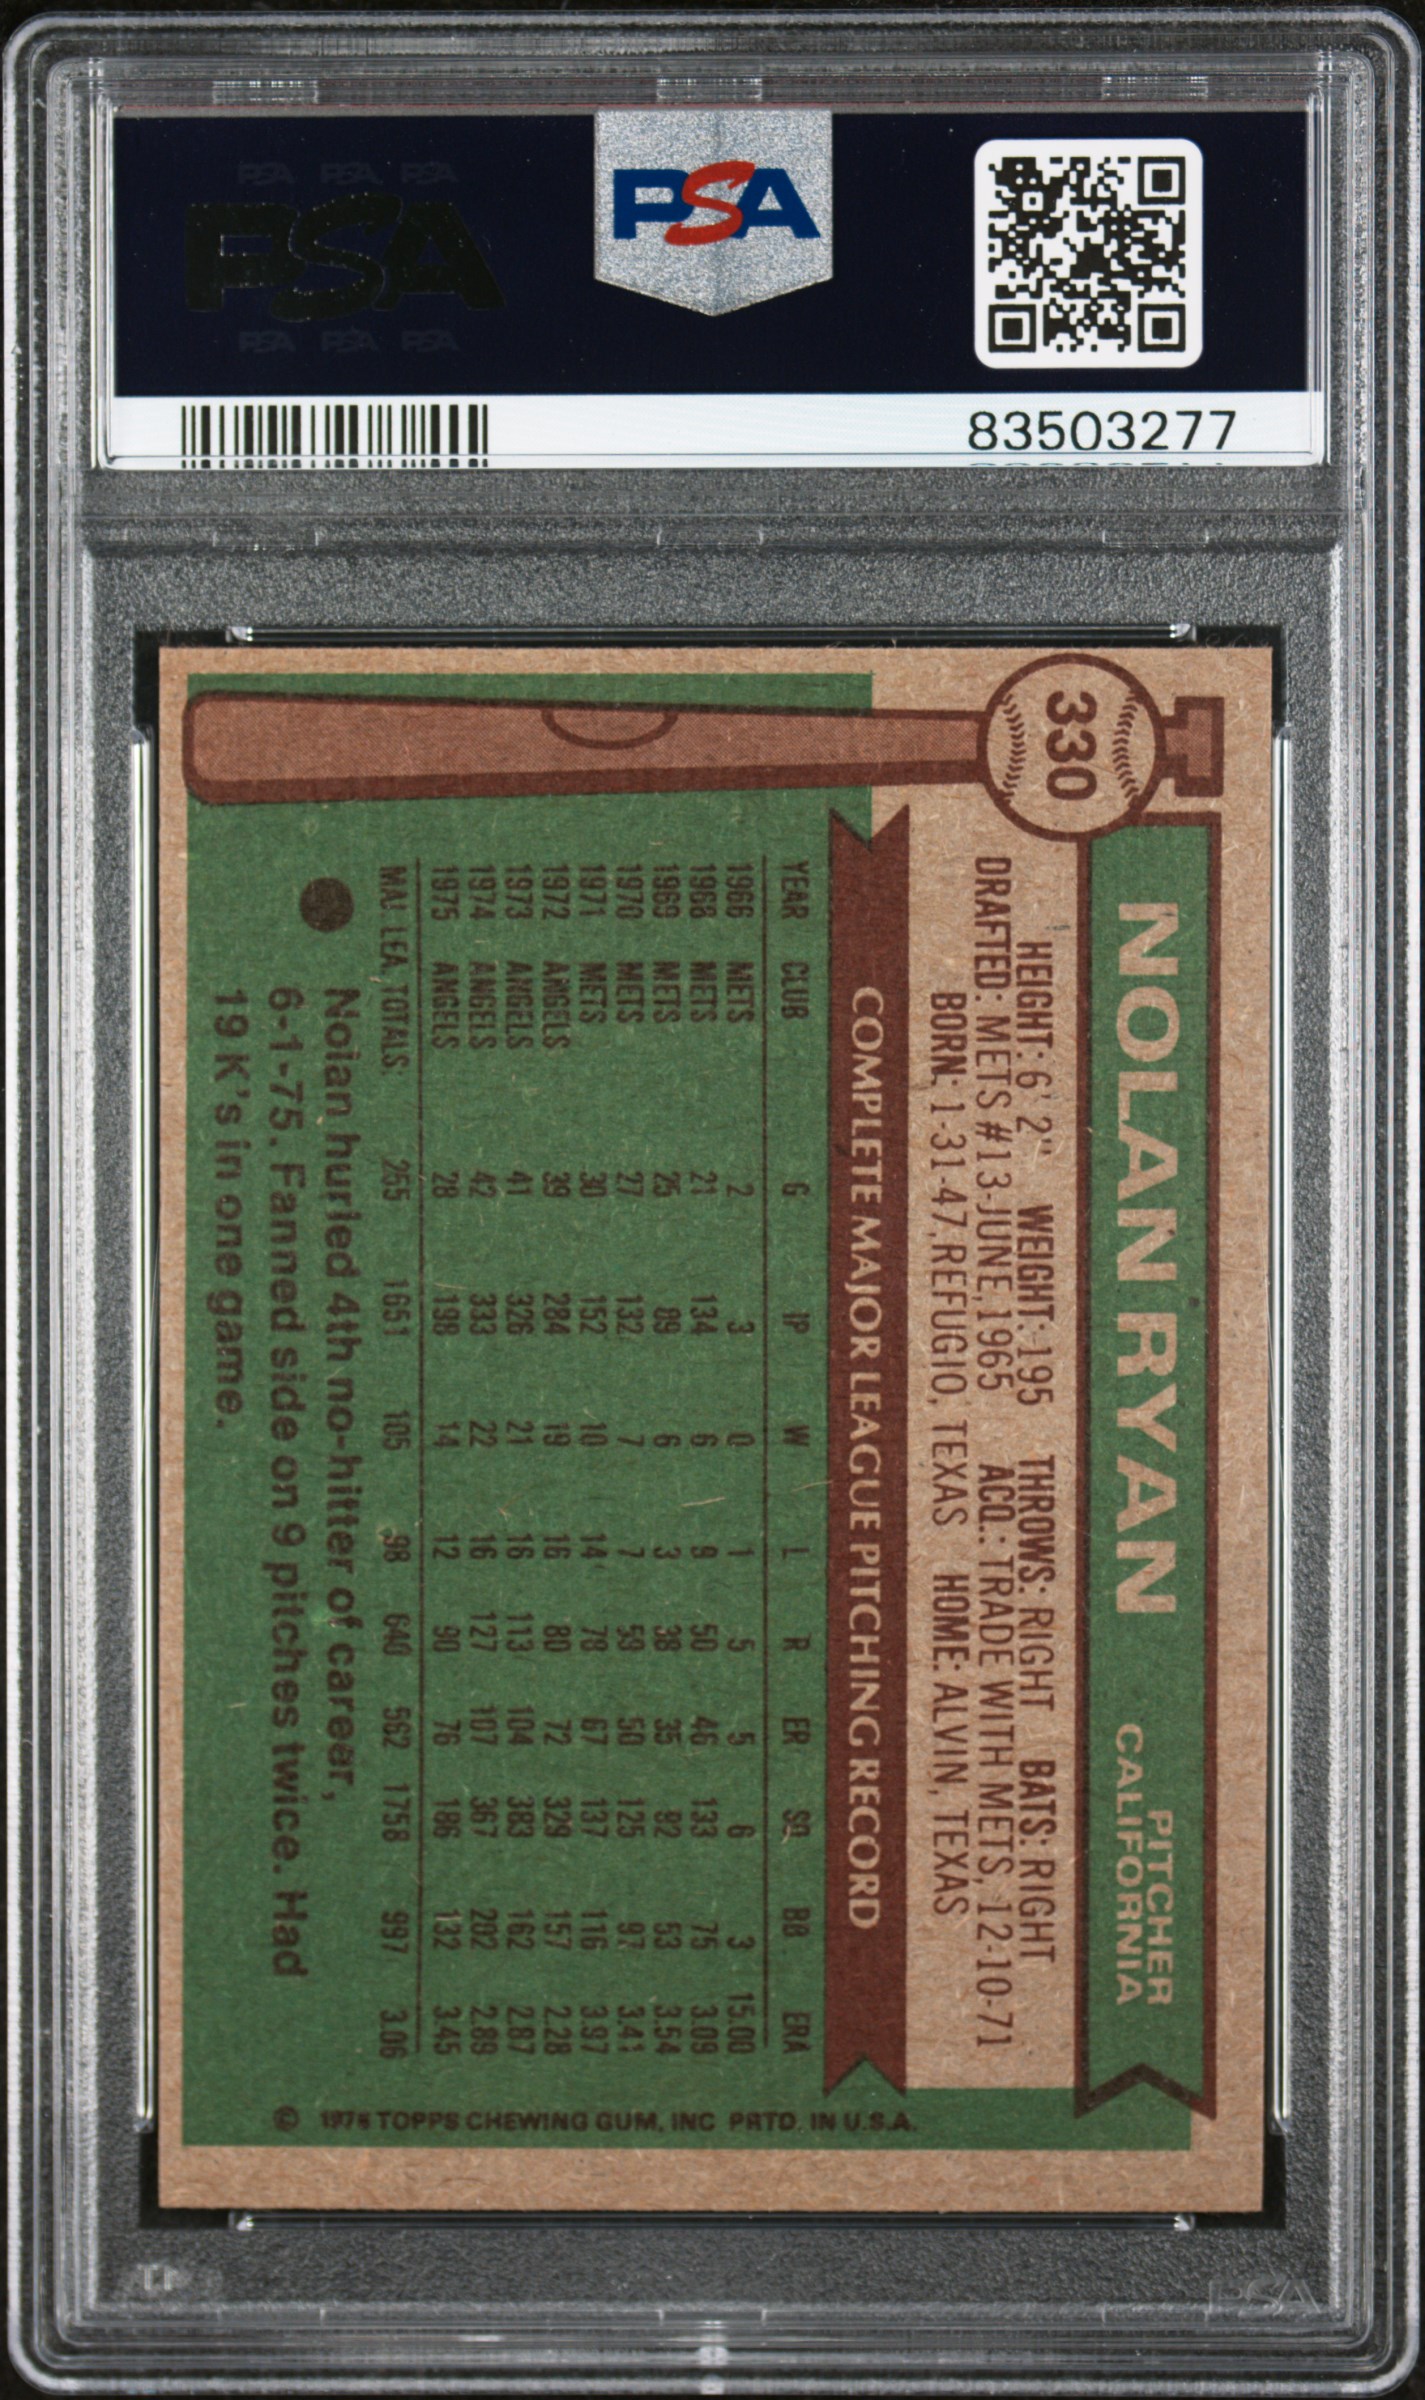 PSA PSA PSA
PSA
PSA PSA PSA
PSA
83503277
330
NOLAN RYAN
PITCHER
CALIFORNIA
HEIGHT: 6' 2" WEIGHT: 195 THROWS: RIGHT BATS: RIGHT
DRAFTED: METS #13-JUNE, 1965 ACQ.: TRADE WITH METS, 12-10-71
BORN: 1-31-47, REFUGIO, TEXAS HOME: ALVIN, TEXAS
COMPLETE MAJOR LEAGUE PITCHING RECORD
YEAR CLUB G IP W L R ER SO BB ERA
1966 METS 2 3 0 1 5 5 6 3 15.00
1968 METS 21 134 6 9 50 46 133 75 3.09
1969 METS 25 89 6 3 38 35 92 53 3.54
1970 METS 27 132 7 7 59 50 125 97 3.41
1971 METS 30 152 10 14 78 67 137 116 3.97
1972 ANGELS 39 284 19 16 80 72 329 157 2.28
1973 ANGELS 41 326 21 16 113 104 383 162 2.87
1974 ANGELS 42 333 22 16 127 107 367 202 2.89
1975 ANGELS 28 198 14 12 90 76 186 132 3.45
MAJ. LEA. TOTALS 255 1651 105 98 640 562 1758 997 3.06
Nolan hurled 4th no-hitter of career,
6-1-75. Fanned side on 9 pitches twice. Had
19 K's in one game.
© 1976 TOPPS CHEWING GUM, INC PRTD. IN U.S.A.
PSA